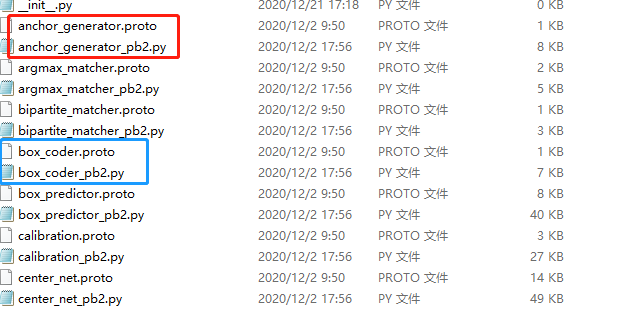 __init__.py 2020/12/21 17:18 PY 文件 0 KB
anchor_generator.proto 2020/12/2 9:50 PROTO 文件 1 KB
anchor_generator_pb2.py 2020/12/2 17:56 PY 文件 8 KB
argmax_matcher.proto 2020/12/2 9:50 PROTO 文件 2 KB
argmax_matcher_pb2.py 2020/12/2 17:56 PY 文件 5 KB
bipartite_matcher.proto 2020/12/2 9:50 PROTO 文件 1 KB
bipartite_matcher_pb2.py 2020/12/2 17:56 PY 文件 3 KB
box_coder.proto 2020/12/2 9:50 PROTO 文件 1 KB
box_coder_pb2.py 2020/12/2 17:56 PY 文件 7 KB
box_predictor.proto 2020/12/2 9:50 PROTO 文件 8 KB
box_predictor_pb2.py 2020/12/2 17:56 PY 文件 40 KB
calibration.proto 2020/12/2 9:50 PROTO 文件 3 KB
calibration_pb2.py 2020/12/2 17:56 PY 文件 27 KB
center_net.proto 2020/12/2 9:50 PROTO 文件 14 KB
center_net_pb2.py 2020/12/2 17:56 PY 文件 49 KB